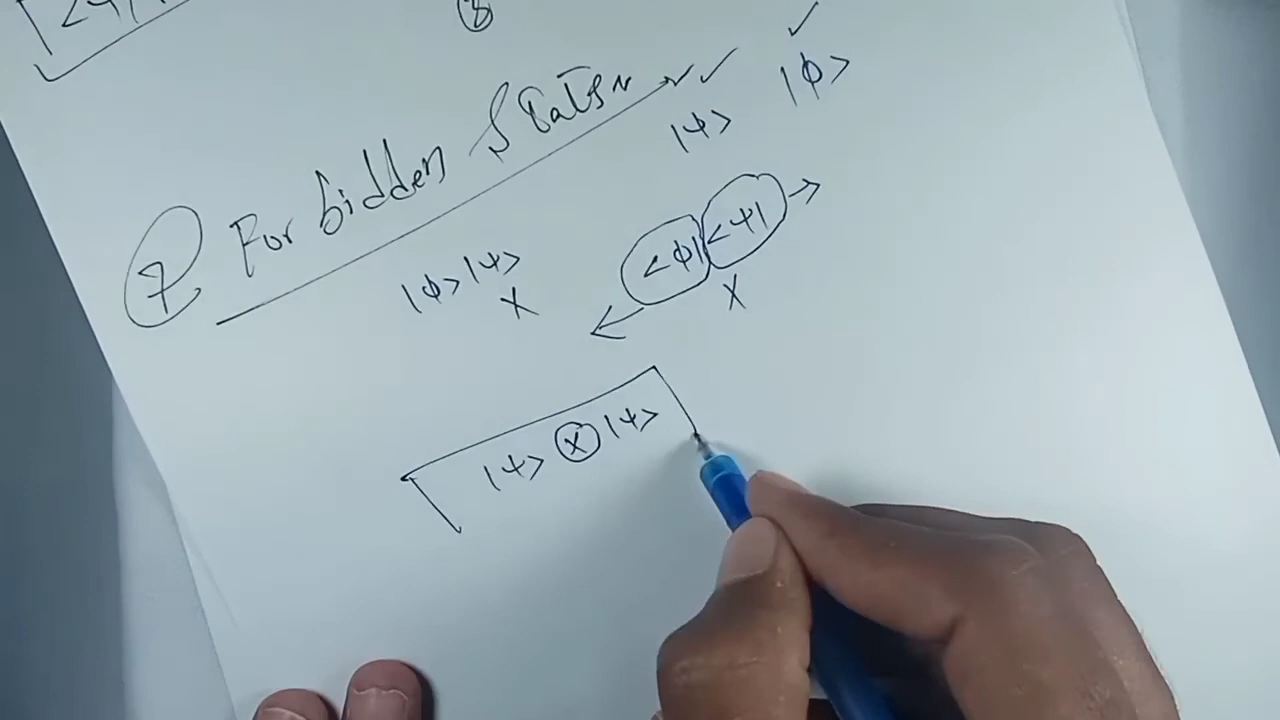 8
✓
(7) Forbidden States ✓✓ |ψ> |ϕ>
|ϕ>|ψ> <ϕ|<ψ| →
X X
←
|ψ> ⊗ |ψ>